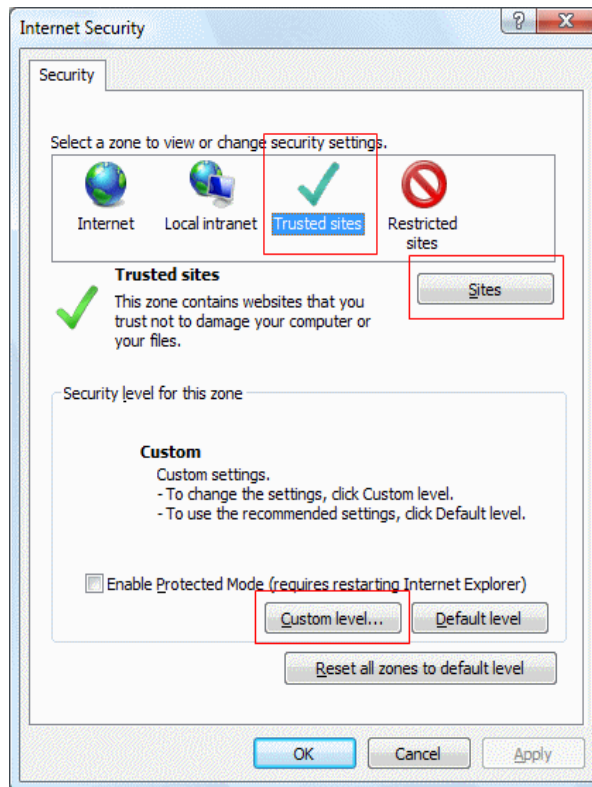 Internet Security
?
X
Security
Select a zone to view or change security settings.
Internet
Local intranet
Trusted sites
Restricted
sites
Trusted sites
Sites
This zone contains websites that you
trust not to damage your computer or
your files.
Security level for this zone
Custom
Custom settings.
- To change the settings, click Custom level.
- To use the recommended settings, click Default level.
Enable Protected Mode (requires restarting Internet Explorer)
Custom level...
Default level
Reset all zones to default level
OK
Cancel
Apply